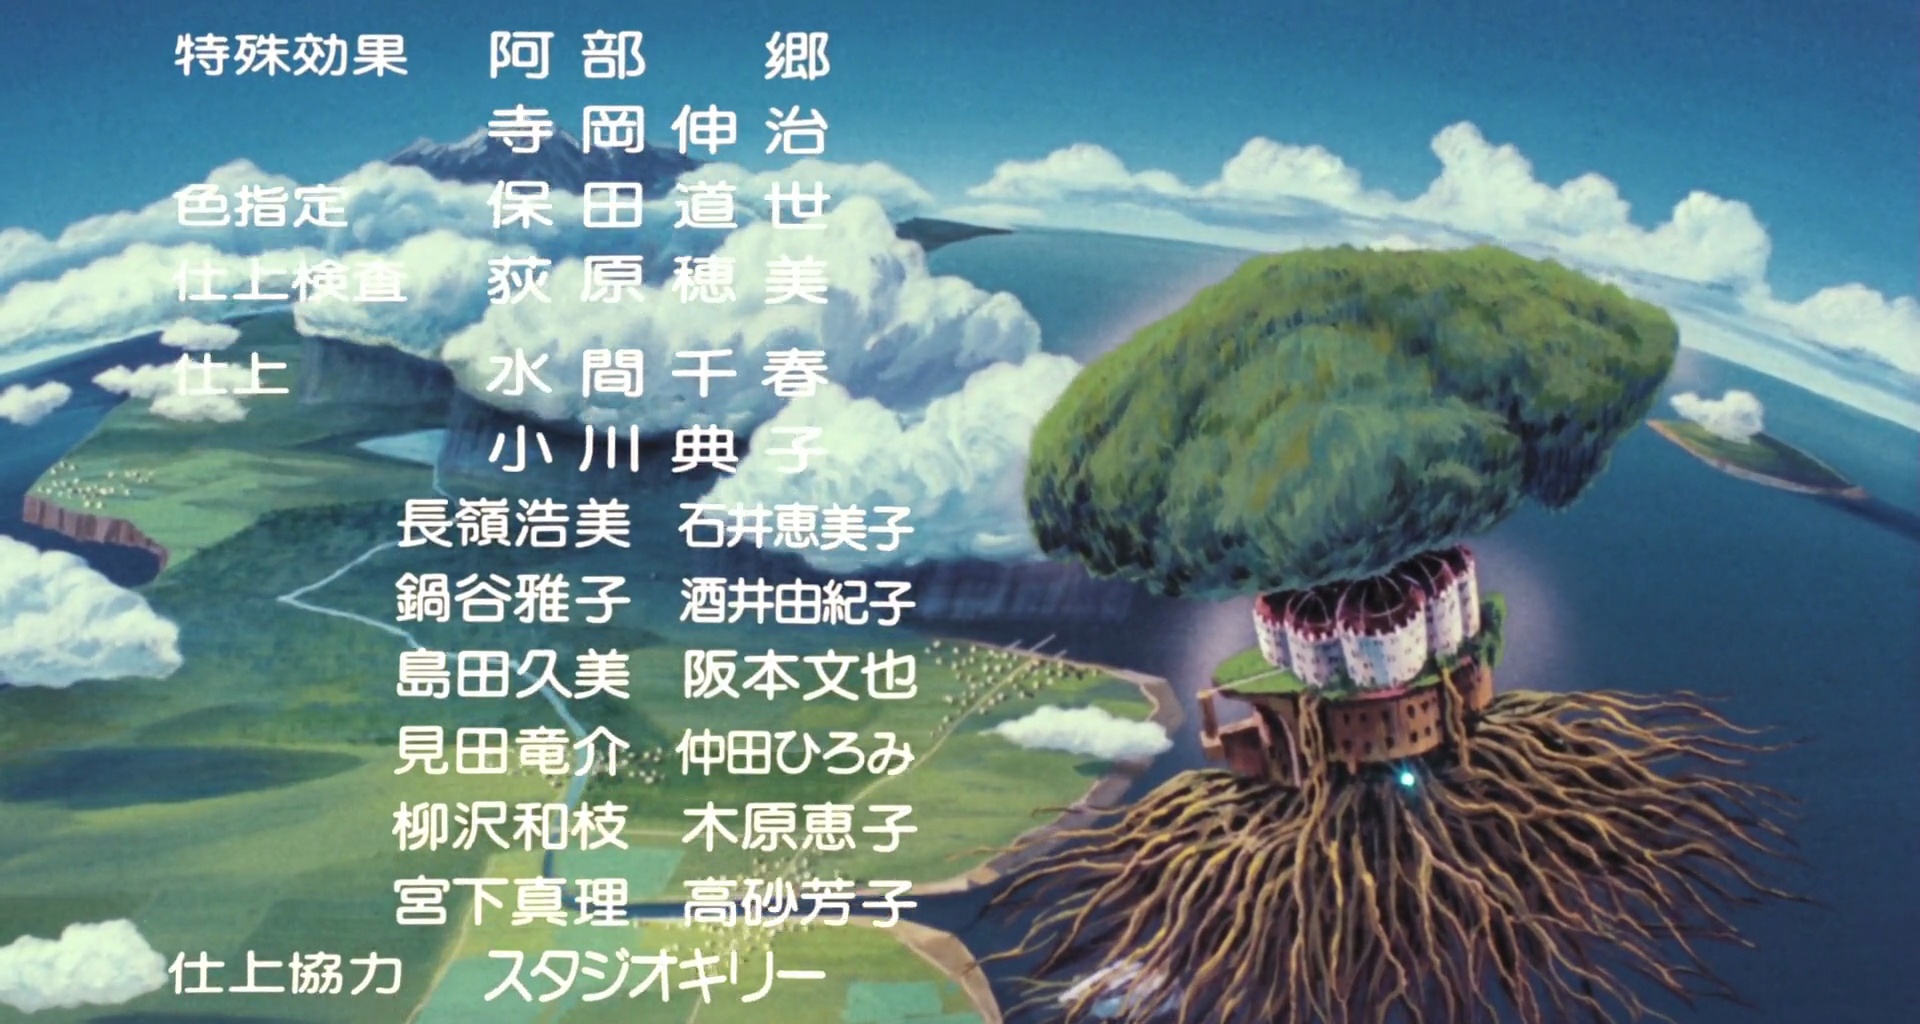 特殊効果 阿部 郷
寺岡伸治
色指定 保田道世
仕上検査 荻原穂美
仕上 水間千春
小川典子
長嶺浩美 石井恵美子
鍋谷雅子 酒井由紀子
島田久美 阪本文也
見田竜介 仲田ひろみ
柳沢和枝 木原恵子
宮下真理 高砂芳子
仕上協力 スタジオキリー